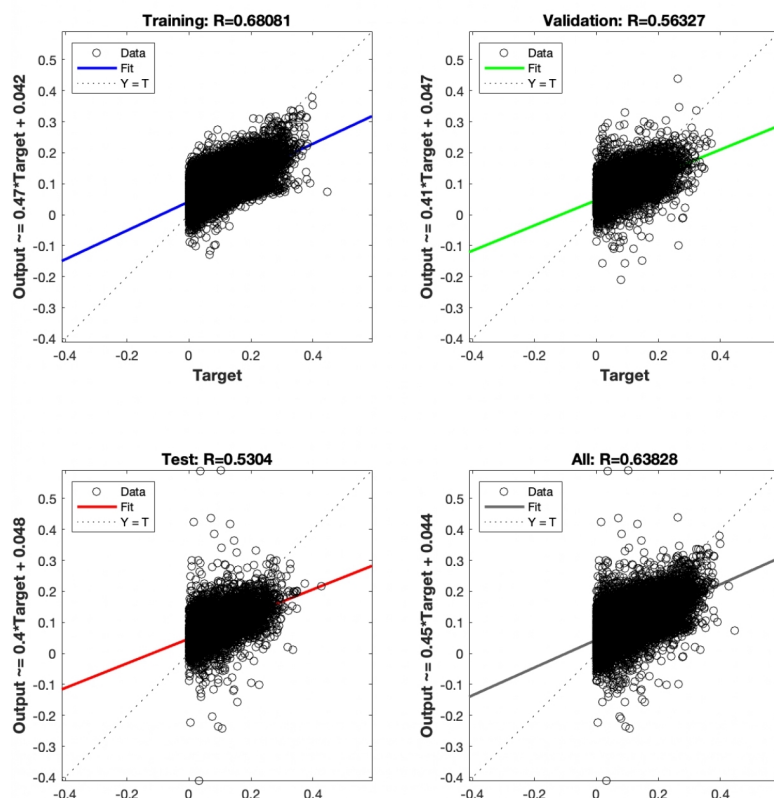 Training: R=0.68081
Data
Fit
Y = T
Output ~= 0.47*Target + 0.042
0.5
0.4
0.3
0.2
0.1
0
-0.1
-0.2
-0.3
-0.4
-0.4 -0.2 0 0.2 0.4
Target
Validation: R=0.56327
Data
Fit
Y = T
Output ~= 0.41*Target + 0.047
0.5
0.4
0.3
0.2
0.1
0
-0.1
-0.2
-0.3
-0.4
-0.4 -0.2 0 0.2 0.4
Target
Test: R=0.5304
Data
Fit
Y = T
Output ~= 0.4*Target + 0.048
0.5
0.4
0.3
0.2
0.1
0
-0.1
-0.2
-0.3
-0.4
-0.4 -0.2 0 0.2 0.4
All: R=0.63828
Data
Fit
Y = T
Output ~= 0.45*Target + 0.044
0.5
0.4
0.3
0.2
0.1
0
-0.1
-0.2
-0.3
-0.4
-0.4 -0.2 0 0.2 0.4